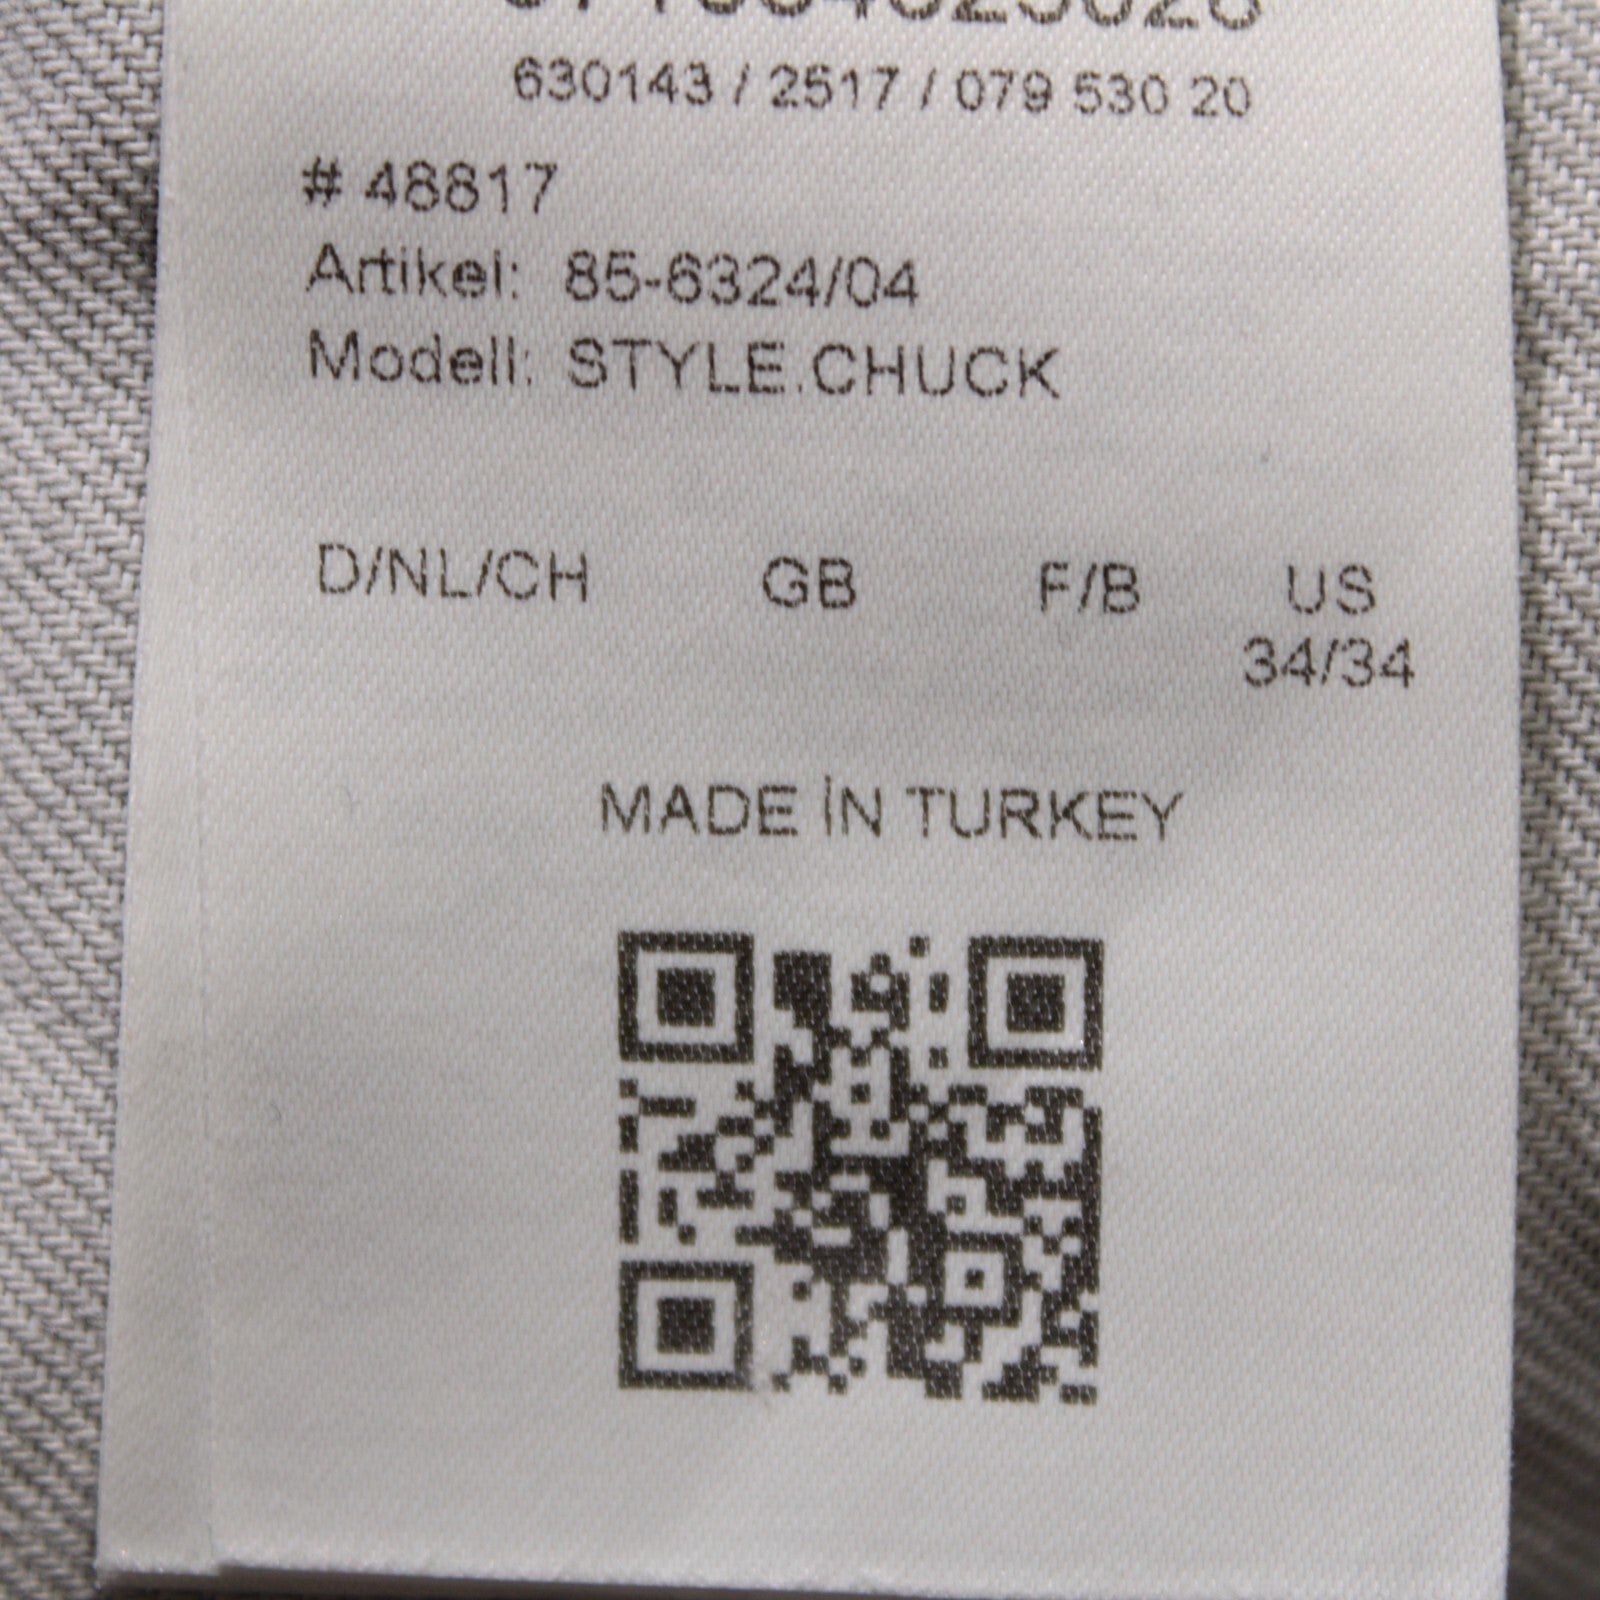 630143 / 2517 / 079 530 20
# 48817
Artikel: 85-6324/04
Modell: STYLE.CHUCK
D/NL/CH GB F/B US
34/34
MADE İN TURKEY